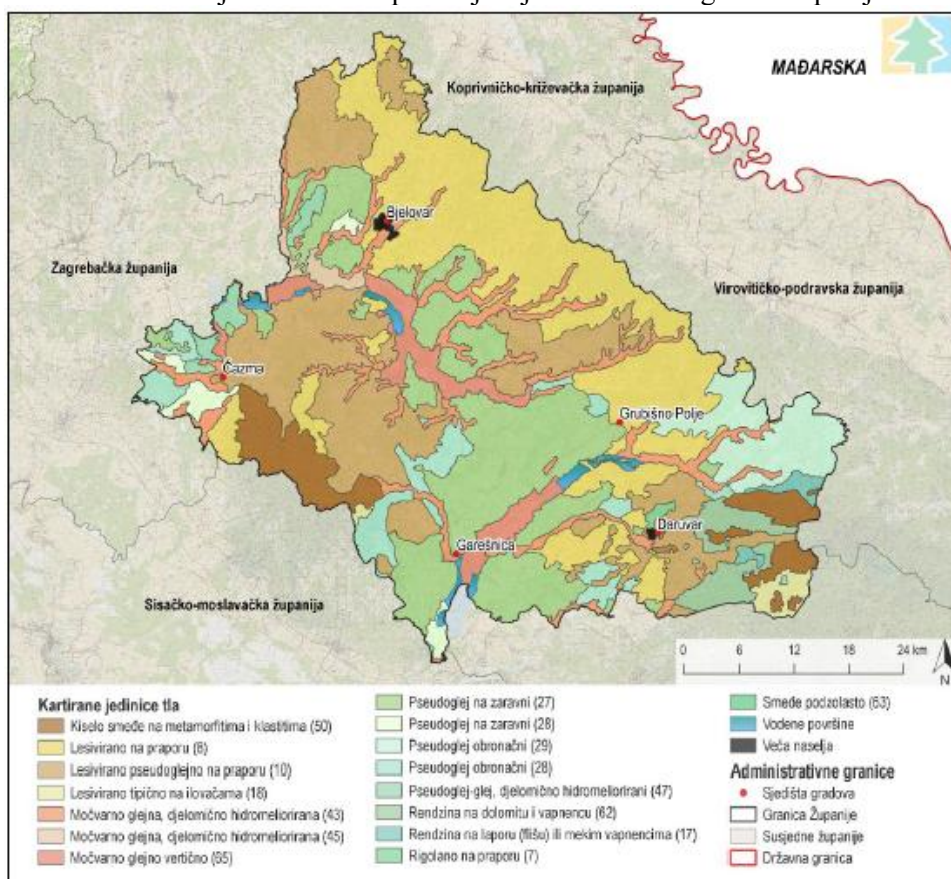 MAĐARSKA
Koprivničko-križevačka županija
Bjelovar
Zagrebačka županija
Virovitičko-podravska županija
Čazma
Grubišno Polje
Daruvar
Garešnica
Sisačko-moslavačka županija
0 6 12 18 24 km
N
Kartirane jedinice tla
Kiselo smeđe na metamorfitima i klastitima (50)
Lesivirano na praporu (8)
Lesivirano pseudoglejno na praporu (10)
Lesivirano tipično na ilovačama (18)
Močvarno glejna, djelomično hidromeliorirana (43)
Močvarno glejna, djelomično hidromeliorirana (45)
Močvarno glejno vertično (65)
Pseudoglej na zaravni (27)
Pseudoglej na zaravni (28)
Pseudoglej obronačni (29)
Pseudoglej obronačni (28)
Pseudoglej-glej, djelomično hidromeliorirani (47)
Rendzina na dolomitu i vapnencu (62)
Rendzina na laporu (flišu) ili mekim vapnencima (17)
Rigolano na praporu (7)
Smeđe podzolasto (63)
Vodene površine
Veća naselja
Administrativne granice
Sjedišta gradova
Granica Županije
Susjedne županije
Državna granica